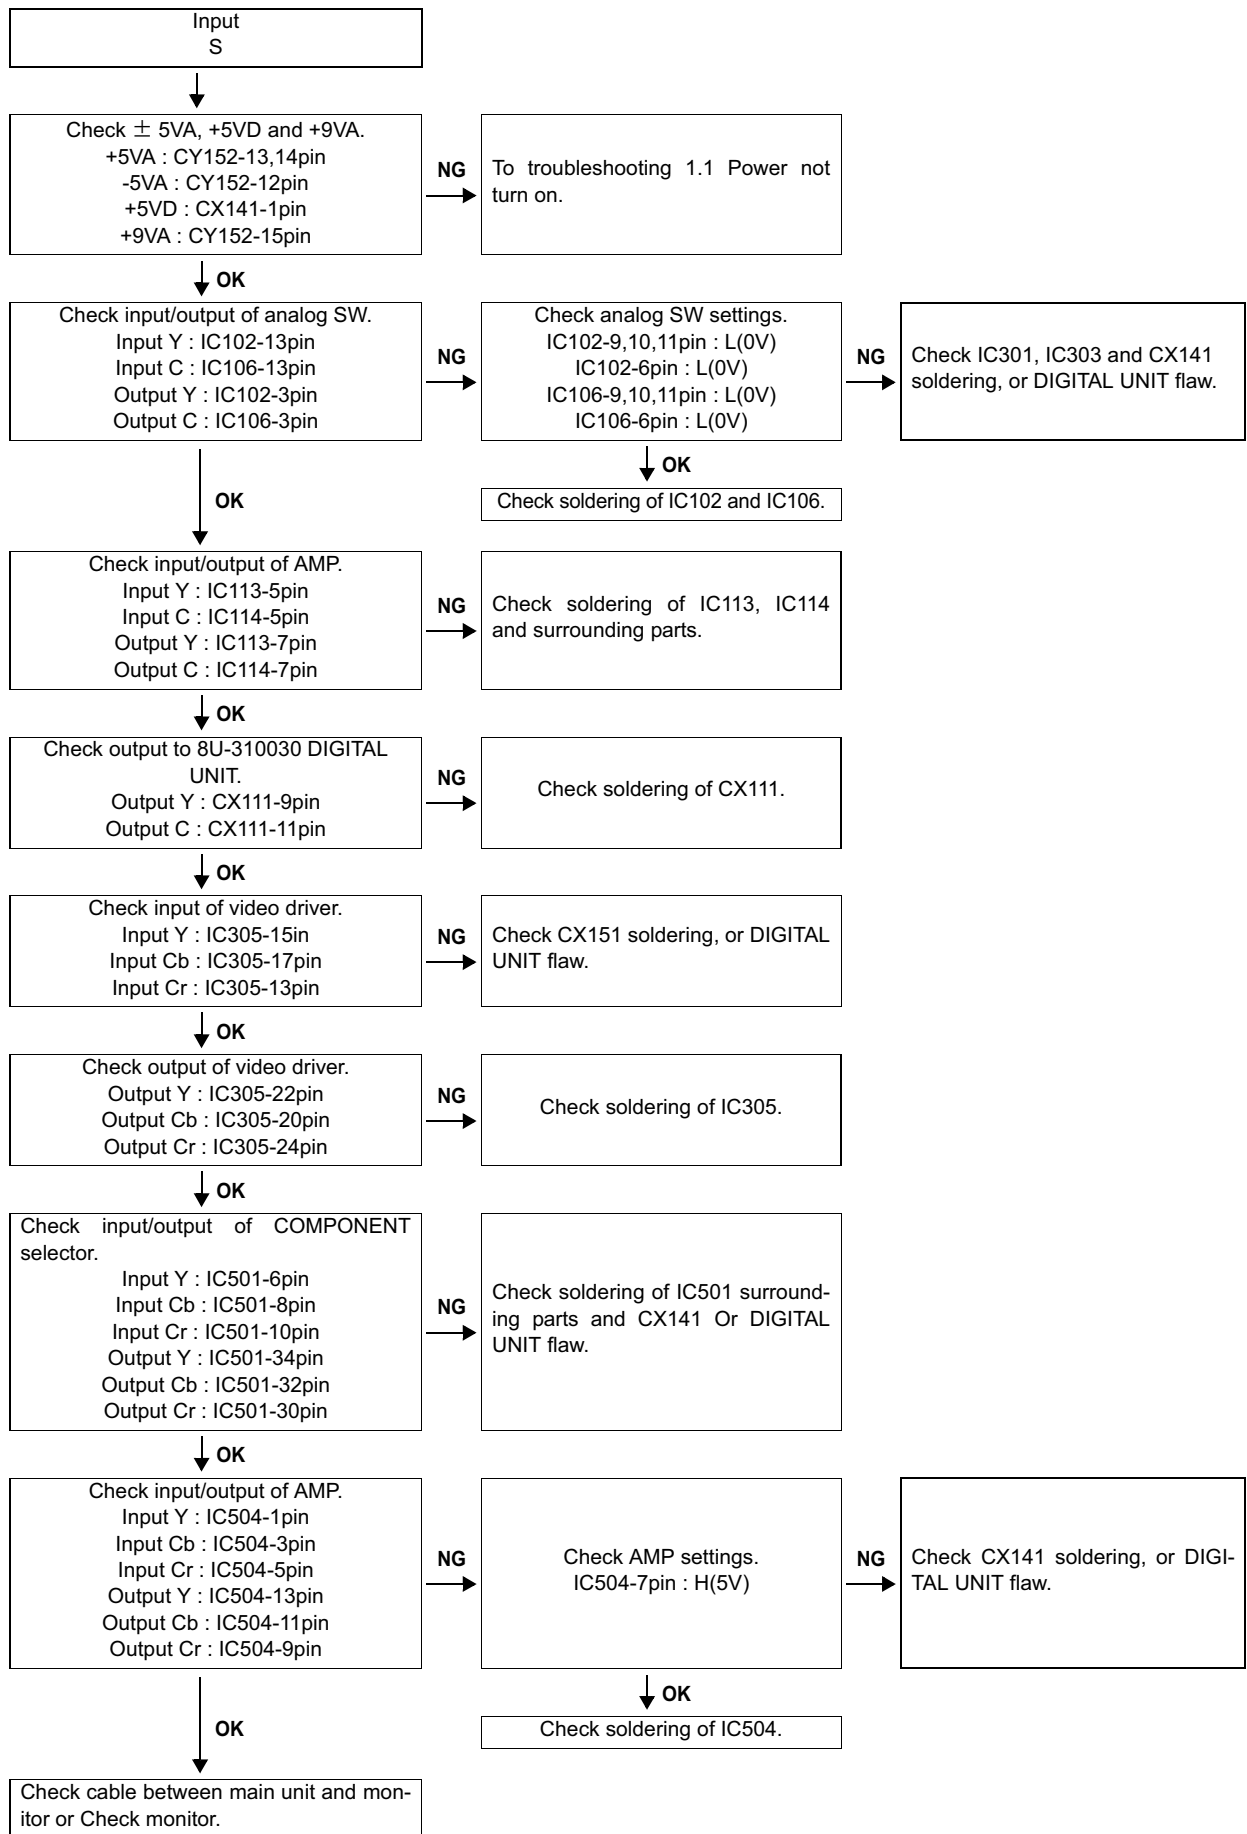 Input
S
Check ± 5VA, +5VD and +9VA.
+5VA : CY152-13,14pin
-5VA : CY152-12pin
+5VD : CX141-1pin
+9VA : CY152-15pin
NG
To troubleshooting 1.1 Power not
turn on.
OK
Check input/output of analog SW.
Input Y : IC102-13pin
Input C : IC106-13pin
Output Y : IC102-3pin
Output C : IC106-3pin
NG
Check analog SW settings.
IC102-9,10,11pin : L(0V)
IC102-6pin : L(0V)
IC106-9,10,11pin : L(0V)
IC106-6pin : L(0V)
NG
Check IC301, IC303 and CX141
soldering, or DIGITAL UNIT flaw.
OK
Check soldering of IC102 and IC106.
OK
Check input/output of AMP.
Input Y : IC113-5pin
Input C : IC114-5pin
Output Y : IC113-7pin
Output C : IC114-7pin
NG
Check soldering of IC113, IC114
and surrounding parts.
OK
Check output to 8U-310030 DIGITAL
UNIT.
Output Y : CX111-9pin
Output C : CX111-11pin
NG
Check soldering of CX111.
OK
Check input of video driver.
Input Y : IC305-15in
Input Cb : IC305-17pin
Input Cr : IC305-13pin
NG
Check CX151 soldering, or DIGITAL
UNIT flaw.
OK
Check output of video driver.
Output Y : IC305-22pin
Output Cb : IC305-20pin
Output Cr : IC305-24pin
NG
Check soldering of IC305.
OK
Check input/output of COMPONENT
selector.
Input Y : IC501-6pin
Input Cb : IC501-8pin
Input Cr : IC501-10pin
Output Y : IC501-34pin
Output Cb : IC501-32pin
Output Cr : IC501-30pin
NG
Check soldering of IC501 surround-
ing parts and CX141 Or DIGITAL
UNIT flaw.
OK
Check input/output of AMP.
Input Y : IC504-1pin
Input Cb : IC504-3pin
Input Cr : IC504-5pin
Output Y : IC504-13pin
Output Cb : IC504-11pin
Output Cr : IC504-9pin
NG
Check AMP settings.
IC504-7pin : H(5V)
NG
Check CX141 soldering, or DIGI-
TAL UNIT flaw.
OK
Check soldering of IC504.
OK
Check cable between main unit and mon-
itor or Check monitor.